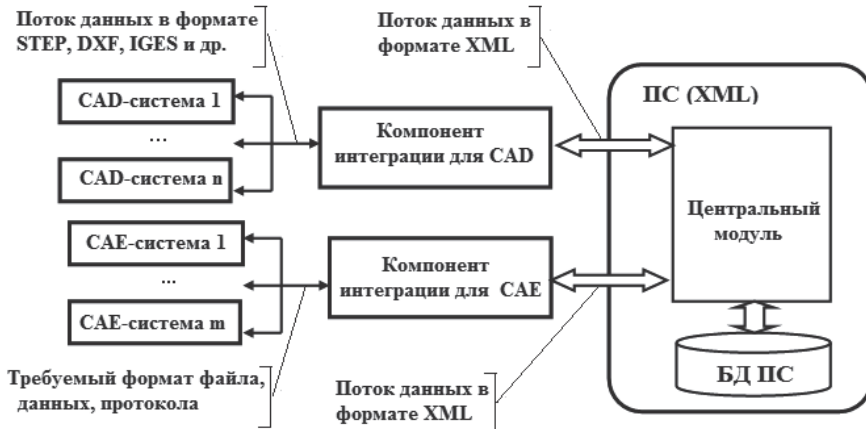 Поток данных в формате
STEP, DXF, IGES и др.
Поток данных в
формате XML
ПС (XML)
CAD-система 1
...
CAD-система n
Компонент
интеграции для CAD
Центральный
модуль
CAE-система 1
...
CAE-система m
Компонент
интеграции для CAE
БД ПС
Требуемый формат файла,
данных, протокола
Поток данных в
формате XML